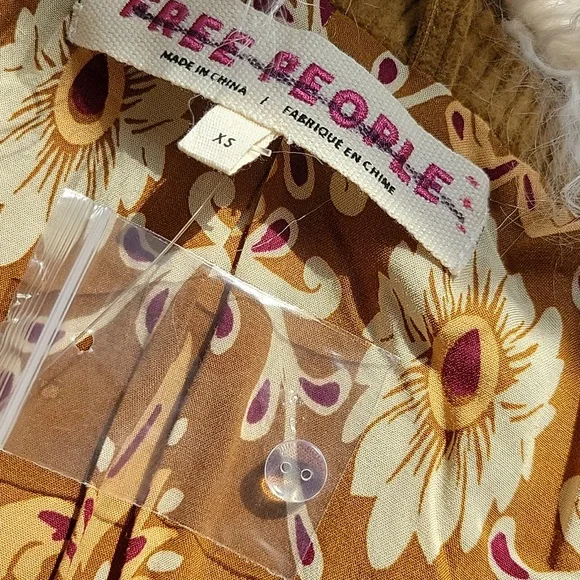 FREE PEOPLE
MADE IN CHINA / FABRIQUE EN CHINE
XS